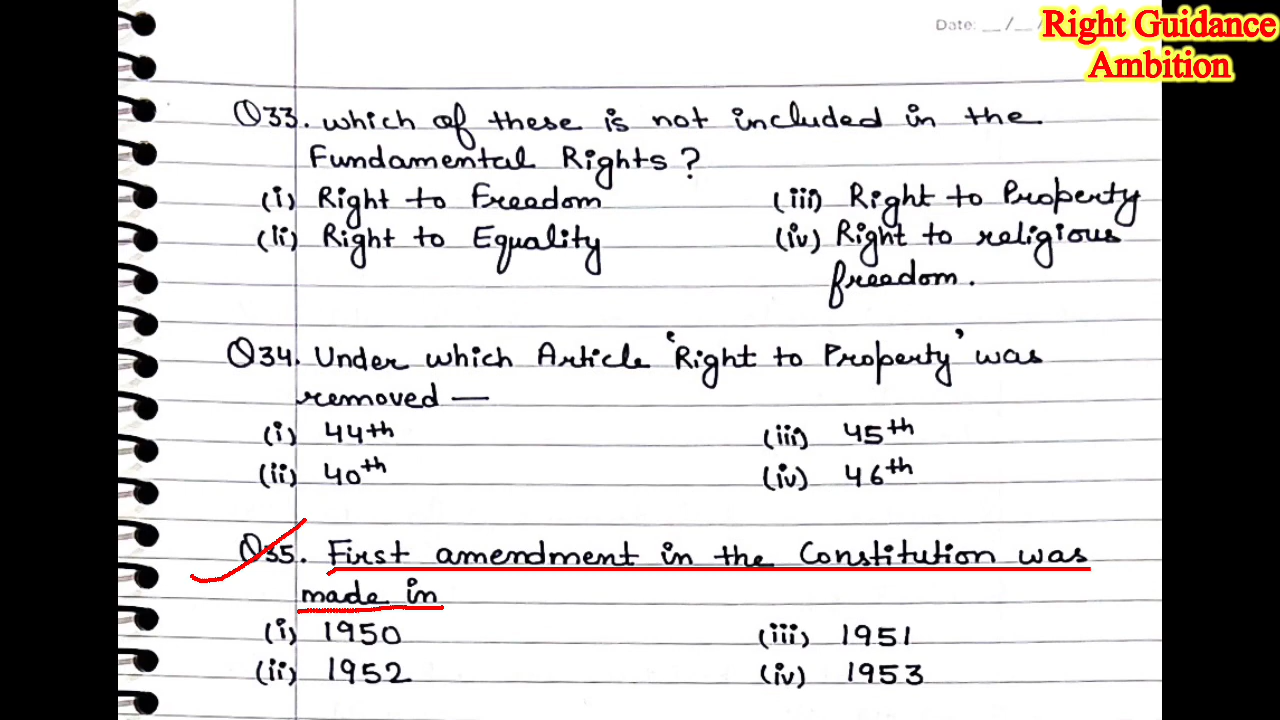 Date: __/__/
Right Guidance
Ambition
Q33. which of these is not included in the
Fundamental Rights?
(i) Right to Freedom (iii) Right to Property
(ii) Right to Equality (iv) Right to religious
freedom.
Q34. Under which Article 'Right to Property' was
removed —
(i) 44th (iii) 45th
(ii) 40th (iv) 46th
Q35. First amendment in the Constitution was
made in
(i) 1950 (iii) 1951
(ii) 1952 (iv) 1953